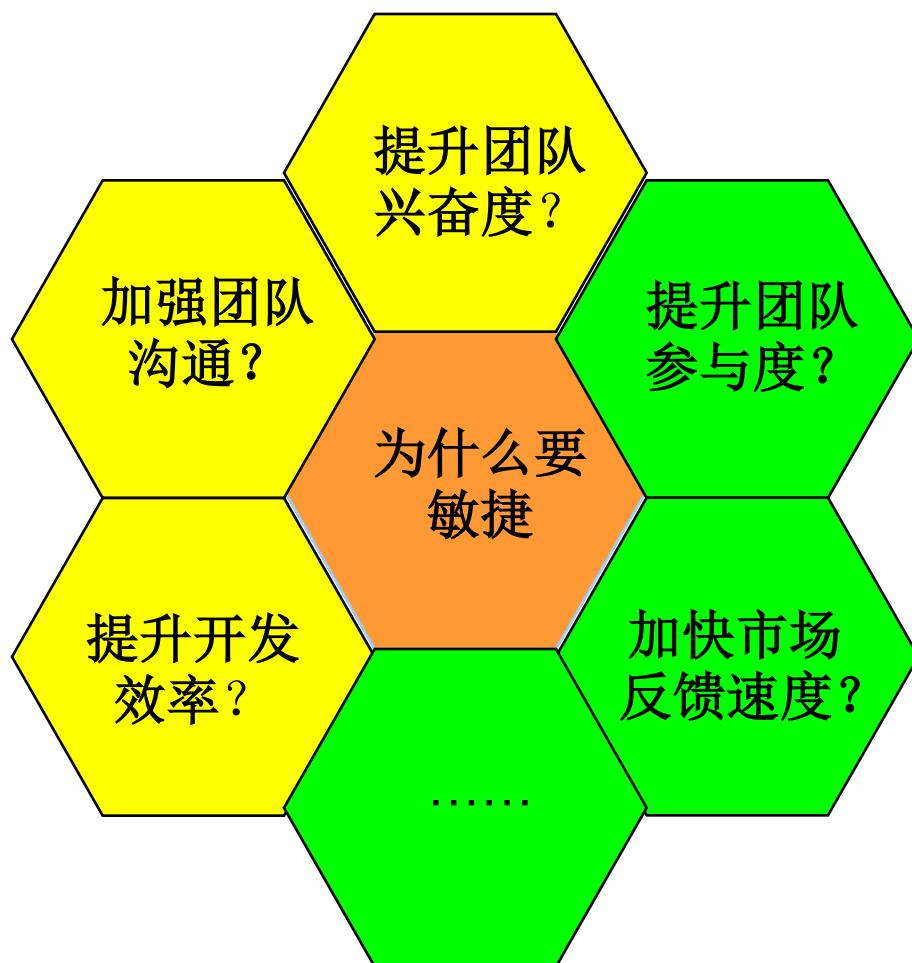 提升团队
兴奋度？
加强团队
沟通？
提升团队
参与度？
为什么要
敏捷
提升开发
效率？
加快市场
反馈速度？
……